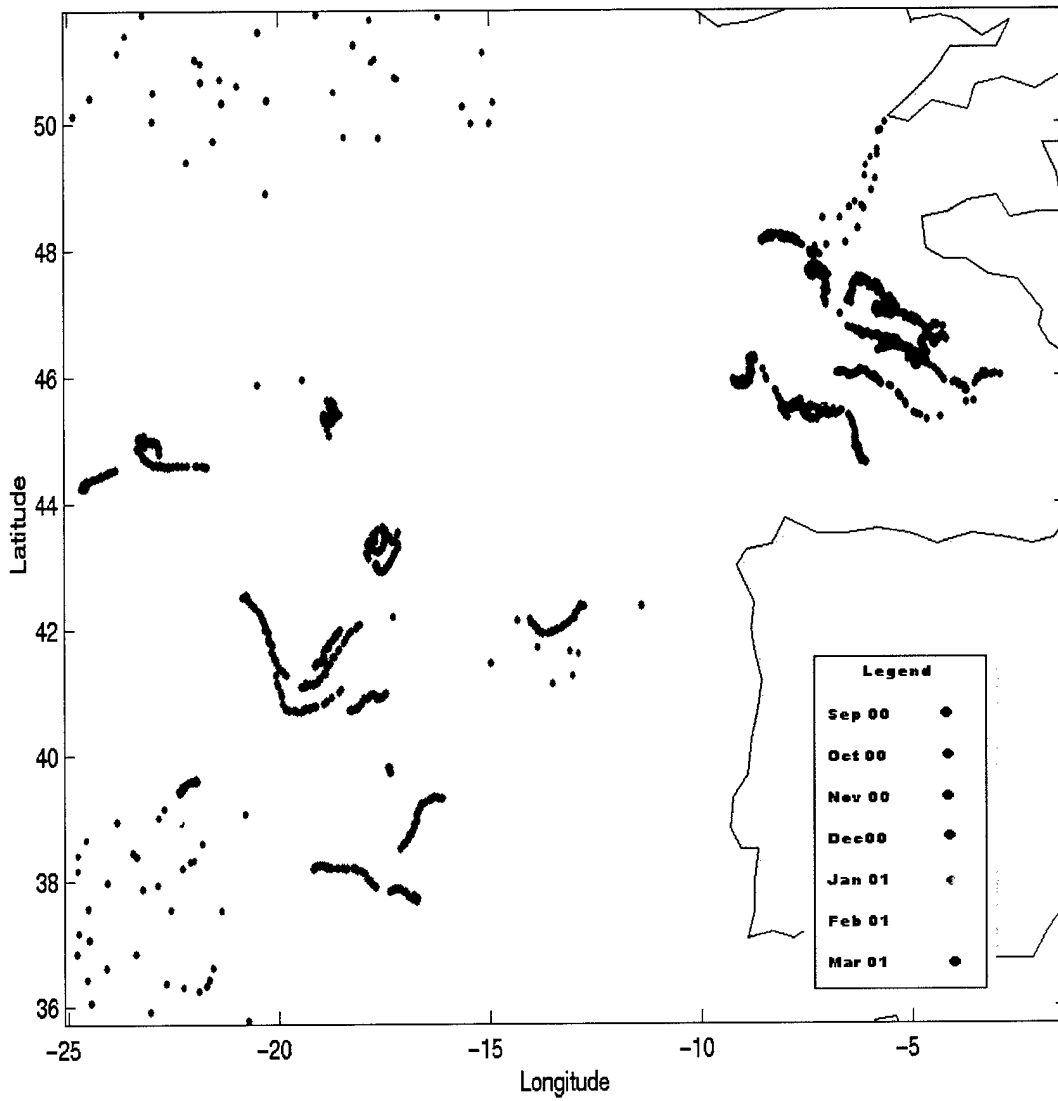 50
48
46
44
42
40
38
36
Latitude
-25
-20
-15
-10
-5
Longitude
Legend
Sep 00
Oct 00
Nov 00
Dec00
Jan 01
Feb 01
Mar 01